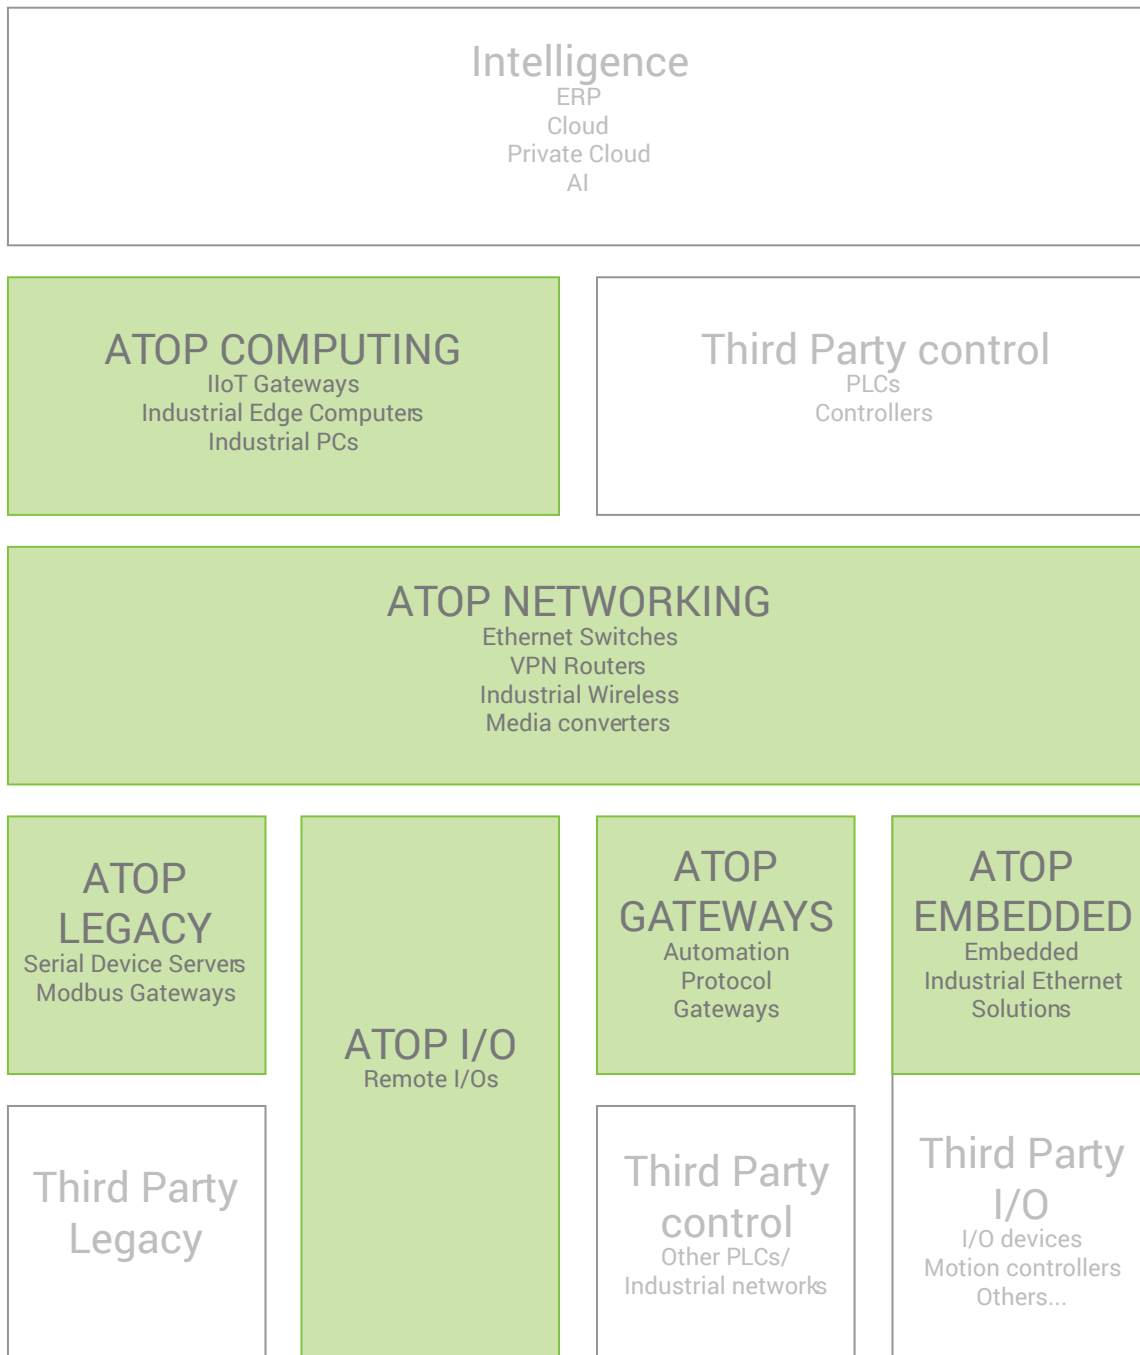 Intelligence
ERP
Cloud
Private Cloud
AI
ATOP COMPUTING
IIoT Gateways
Industrial Edge Computers
Industrial PCs
Third Party control
PLCs
Controllers
ATOP NETWORKING
Ethernet Switches
VPN Routers
Industrial Wireless
Media converters
ATOP
LEGACY
Serial Device Servers
Modbus Gateways
ATOP I/O
Remote I/Os
ATOP
GATEWAYS
Automation
Protocol
Gateways
ATOP
EMBEDDED
Embedded
Industrial Ethernet
Solutions
Third Party
Legacy
Third Party
control
Other PLCs/
Industrial networks
Third Party
I/O
I/O devices
Motion controllers
Others...